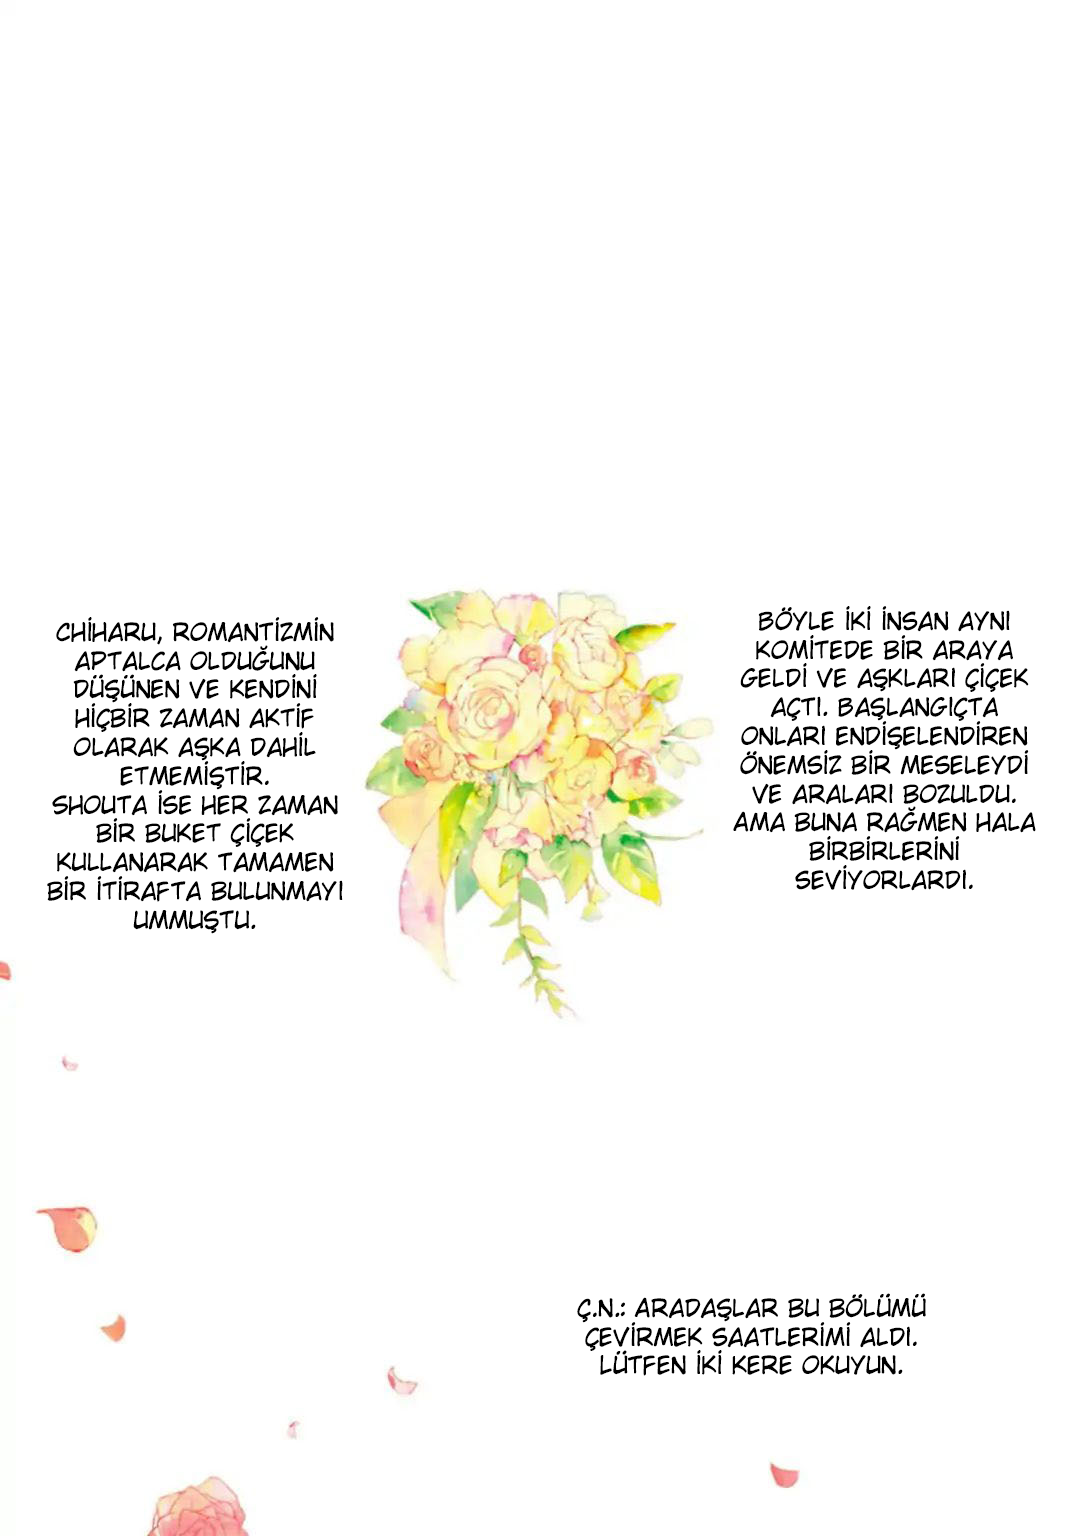 CHİHARU, ROMANTİZMİN
APTALCA OLDUĞUNU
DÜŞÜNEN VE KENDİNİ
HİÇBİR ZAMAN AKTİF
OLARAK AŞKA DAHİL
ETMEMİŞTİR.
SHOUTA İSE HER ZAMAN
BİR BUKET ÇİÇEK
KULLANARAK TAMAMEN
BİR İTİRAFTA BULUNMAYI
UMMUŞTU.
BÖYLE İKİ İNSAN AYNI
KOMİTEDE BİR ARAYA
GELDİ VE AŞKLARI ÇİÇEK
AÇTI. BAŞLANGIÇTA
ONLARI ENDİŞELENDİREN
ÖNEMSİZ BİR MESELEYDİ
VE ARALARI BOZULDU.
AMA BUNA RAĞMEN HALA
BİRBİRLERİNİ
SEVİYORLARDI.
Ç.N.: ARADAŞLAR BU BÖLÜMÜ
ÇEVİRMEK SAATLERİMİ ALDI.
LÜTFEN İKİ KERE OKUYUN.